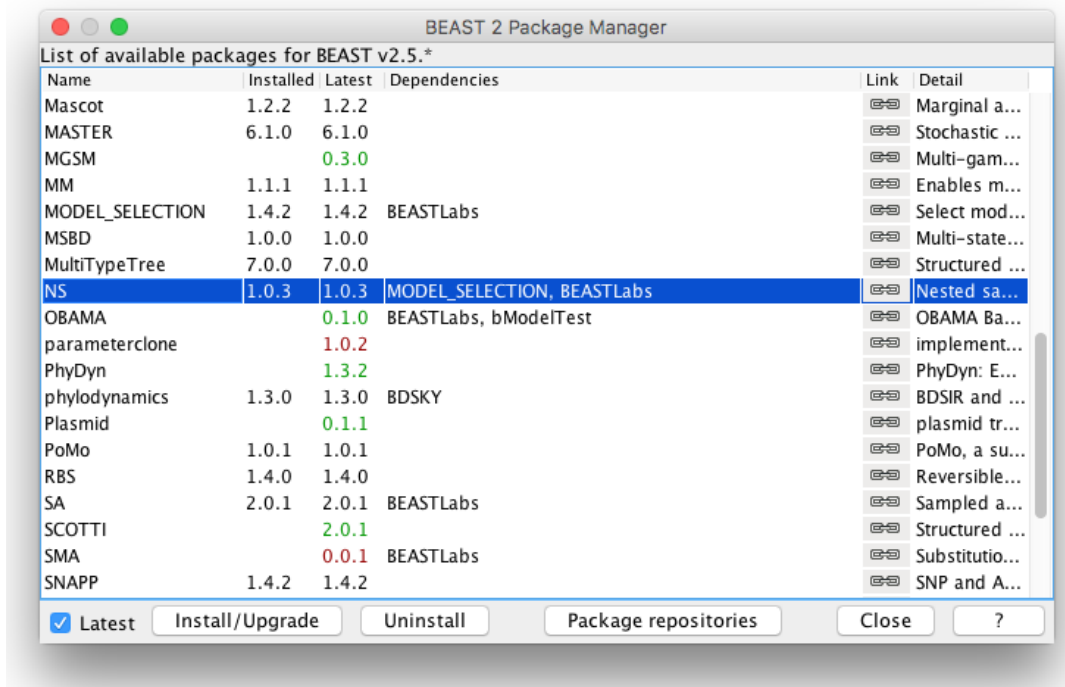 BEAST 2 Package Manager
List of available packages for BEAST v2.5.*
Name Installed Latest Dependencies Link Detail
Mascot 1.2.2 1.2.2 Marginal a...
MASTER 6.1.0 6.1.0 Stochastic ...
MGSM 0.3.0 Multi-gam...
MM 1.1.1 1.1.1 Enables m...
MODEL_SELECTION 1.4.2 1.4.2 BEASTLabs Select mod...
MSBD 1.0.0 1.0.0 Multi-state...
MultiTypeTree 7.0.0 7.0.0 Structured ...
NS 1.0.3 1.0.3 MODEL_SELECTION, BEASTLabs Nested sa...
OBAMA 0.1.0 BEASTLabs, bModelTest OBAMA Ba...
parameterclone 1.0.2 implement...
PhyDyn 1.3.2 PhyDyn: E...
phylodynamics 1.3.0 1.3.0 BDSKY BDSIR and ...
Plasmid 0.1.1 plasmid tr...
PoMo 1.0.1 1.0.1 PoMo, a su...
RBS 1.4.0 1.4.0 Reversible...
SA 2.0.1 2.0.1 BEASTLabs Sampled a...
SCOTTI 2.0.1 Structured ...
SMA 0.0.1 BEASTLabs Substitutio...
SNAPP 1.4.2 1.4.2 SNP and A...
Latest Install/Upgrade Uninstall Package repositories Close ?